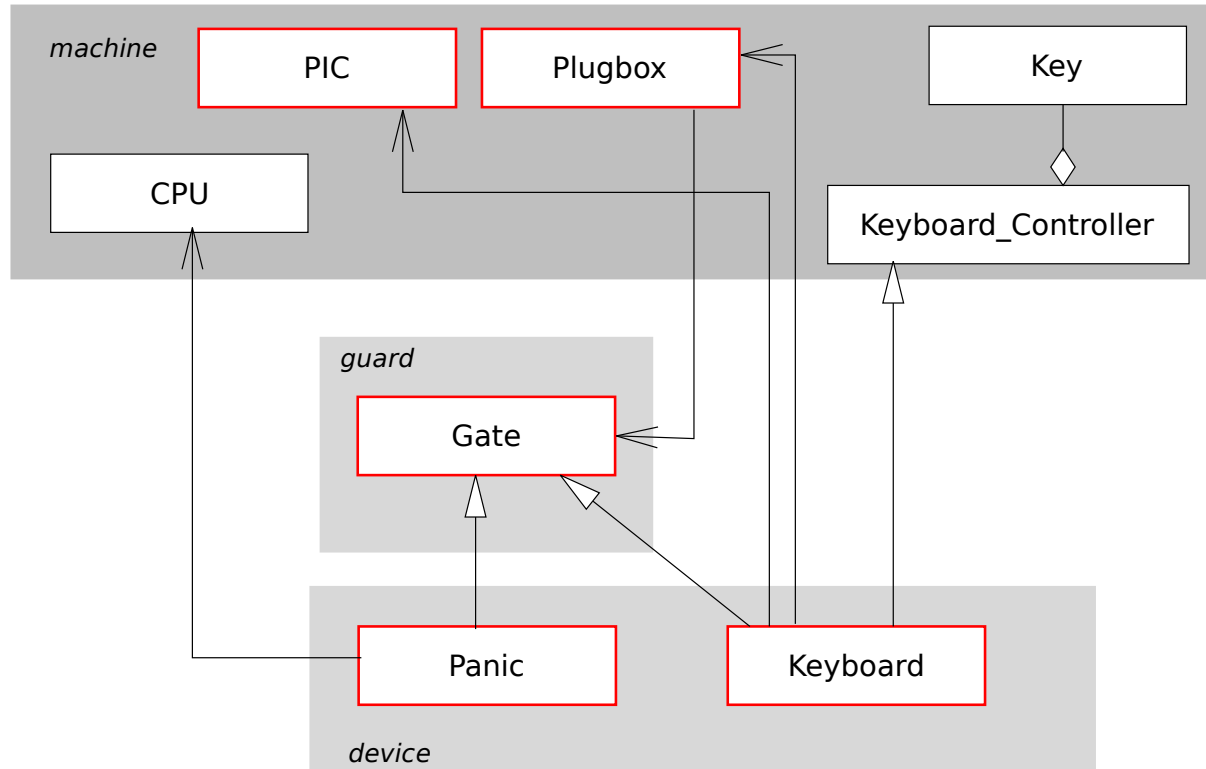 machine
PIC
Plugbox
Key
CPU
Keyboard_Controller
guard
Gate
Panic
Keyboard
device